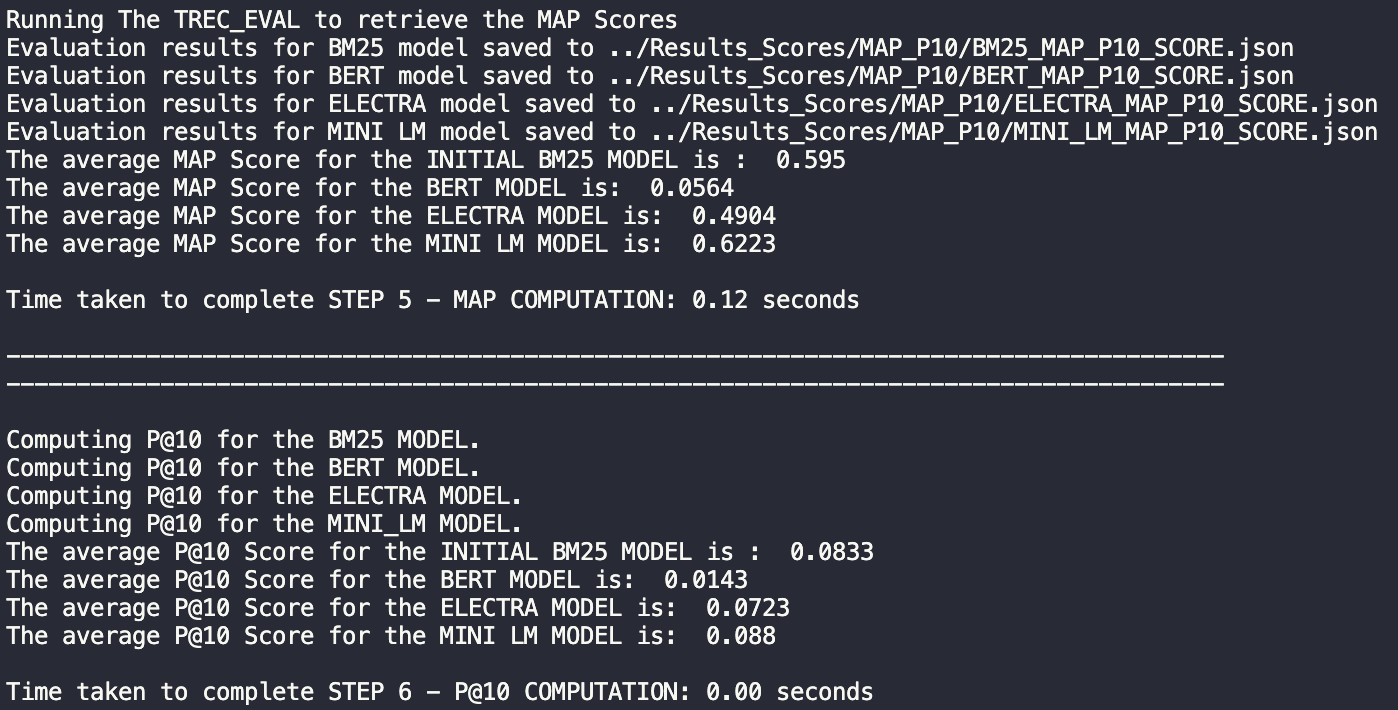 Running The TREC_EVAL to retrieve the MAP Scores
Evaluation results for BM25 model saved to ../Results_Scores/MAP_P10/BM25_MAP_P10_SCORE.json
Evaluation results for BERT model saved to ../Results_Scores/MAP_P10/BERT_MAP_P10_SCORE.json
Evaluation results for ELECTRA model saved to ../Results_Scores/MAP_P10/ELECTRA_MAP_P10_SCORE.json
Evaluation results for MINI LM model saved to ../Results_Scores/MAP_P10/MINI_LM_MAP_P10_SCORE.json
The average MAP Score for the INITIAL BM25 MODEL is :  0.595
The average MAP Score for the BERT MODEL is:  0.0564
The average MAP Score for the ELECTRA MODEL is:  0.4904
The average MAP Score for the MINI LM MODEL is:  0.6223
Time taken to complete STEP 5 - MAP COMPUTATION: 0.12 seconds
---------------------------------------------------------------------------------------
---------------------------------------------------------------------------------------
Computing P@10 for the BM25 MODEL.
Computing P@10 for the BERT MODEL.
Computing P@10 for the ELECTRA MODEL.
Computing P@10 for the MINI_LM MODEL.
The average P@10 Score for the INITIAL BM25 MODEL is :  0.0833
The average P@10 Score for the BERT MODEL is:  0.0143
The average P@10 Score for the ELECTRA MODEL is:  0.0723
The average P@10 Score for the MINI LM MODEL is:  0.088
Time taken to complete STEP 6 - P@10 COMPUTATION: 0.00 seconds